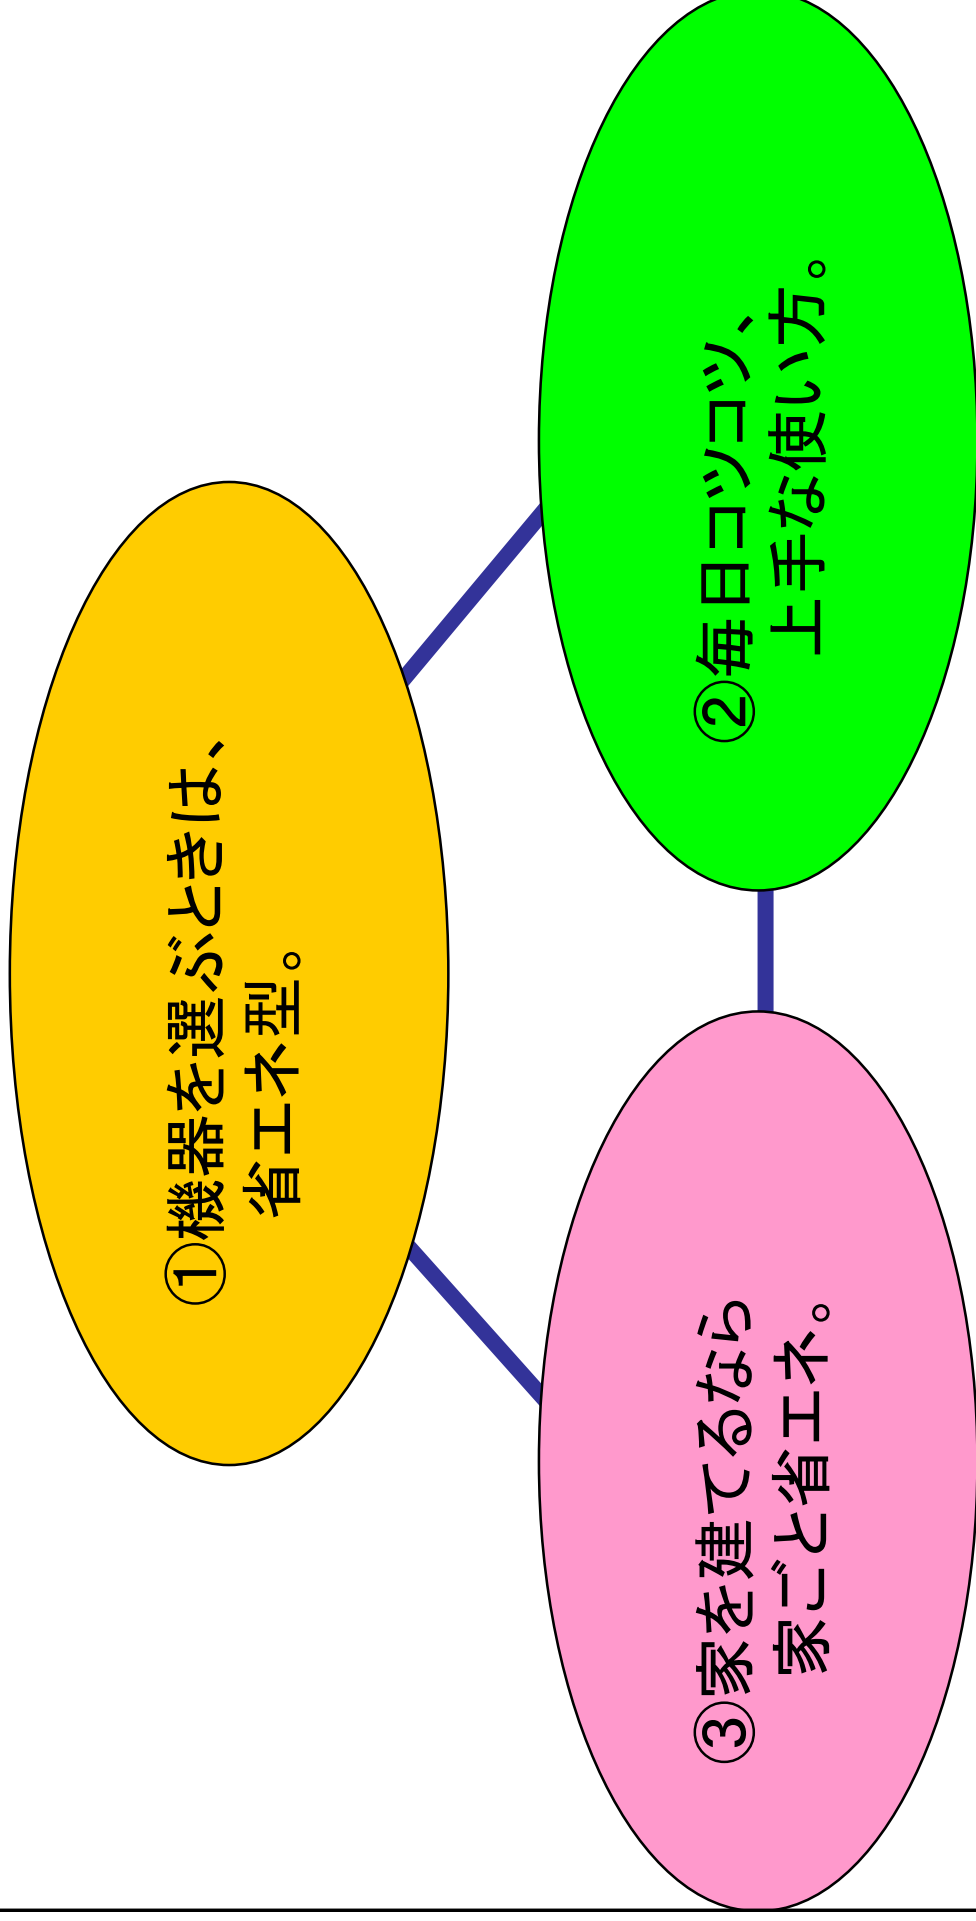 ①機器を選ぶときは、
省エネ型。
②毎日コツコツ、
上手な使い方。
③家を建てるなら
家ごと省エネ。